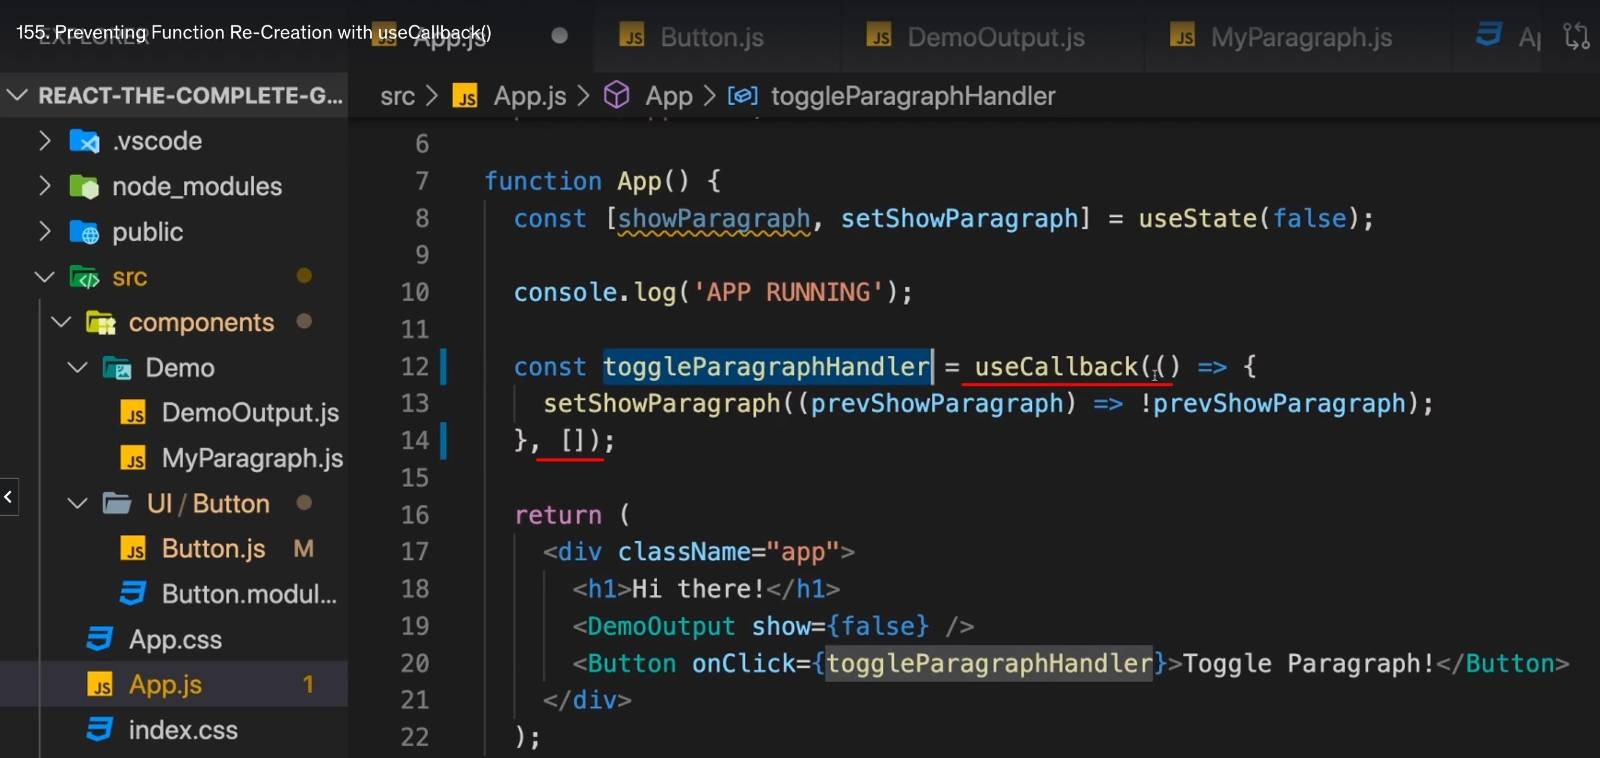 155. Preventing Function Re-Creation with useCallback()
EXPLORER
App.js
Button.js
DemoOutput.js
MyParagraph.js
REACT-THE-COMPLETE-G...
.vscode
node_modules
public
src
components
Demo
DemoOutput.js
MyParagraph.js
UI / Button
Button.js M
Button.modul...
App.css
App.js 1
index.css
src > App.js > App > toggleParagraphHandler
6
7 function App() {
8 const [showParagraph, setShowParagraph] = useState(false);
9
10 console.log('APP RUNNING');
11
12 const toggleParagraphHandler = useCallback(() => {
13 setShowParagraph((prevShowParagraph) => !prevShowParagraph);
14 }, []);
15
16 return (
17 <div className="app">
18 <h1>Hi there!</h1>
19 <DemoOutput show={false} />
20 <Button onClick={toggleParagraphHandler}>Toggle Paragraph!</Button>
21 </div>
22 );